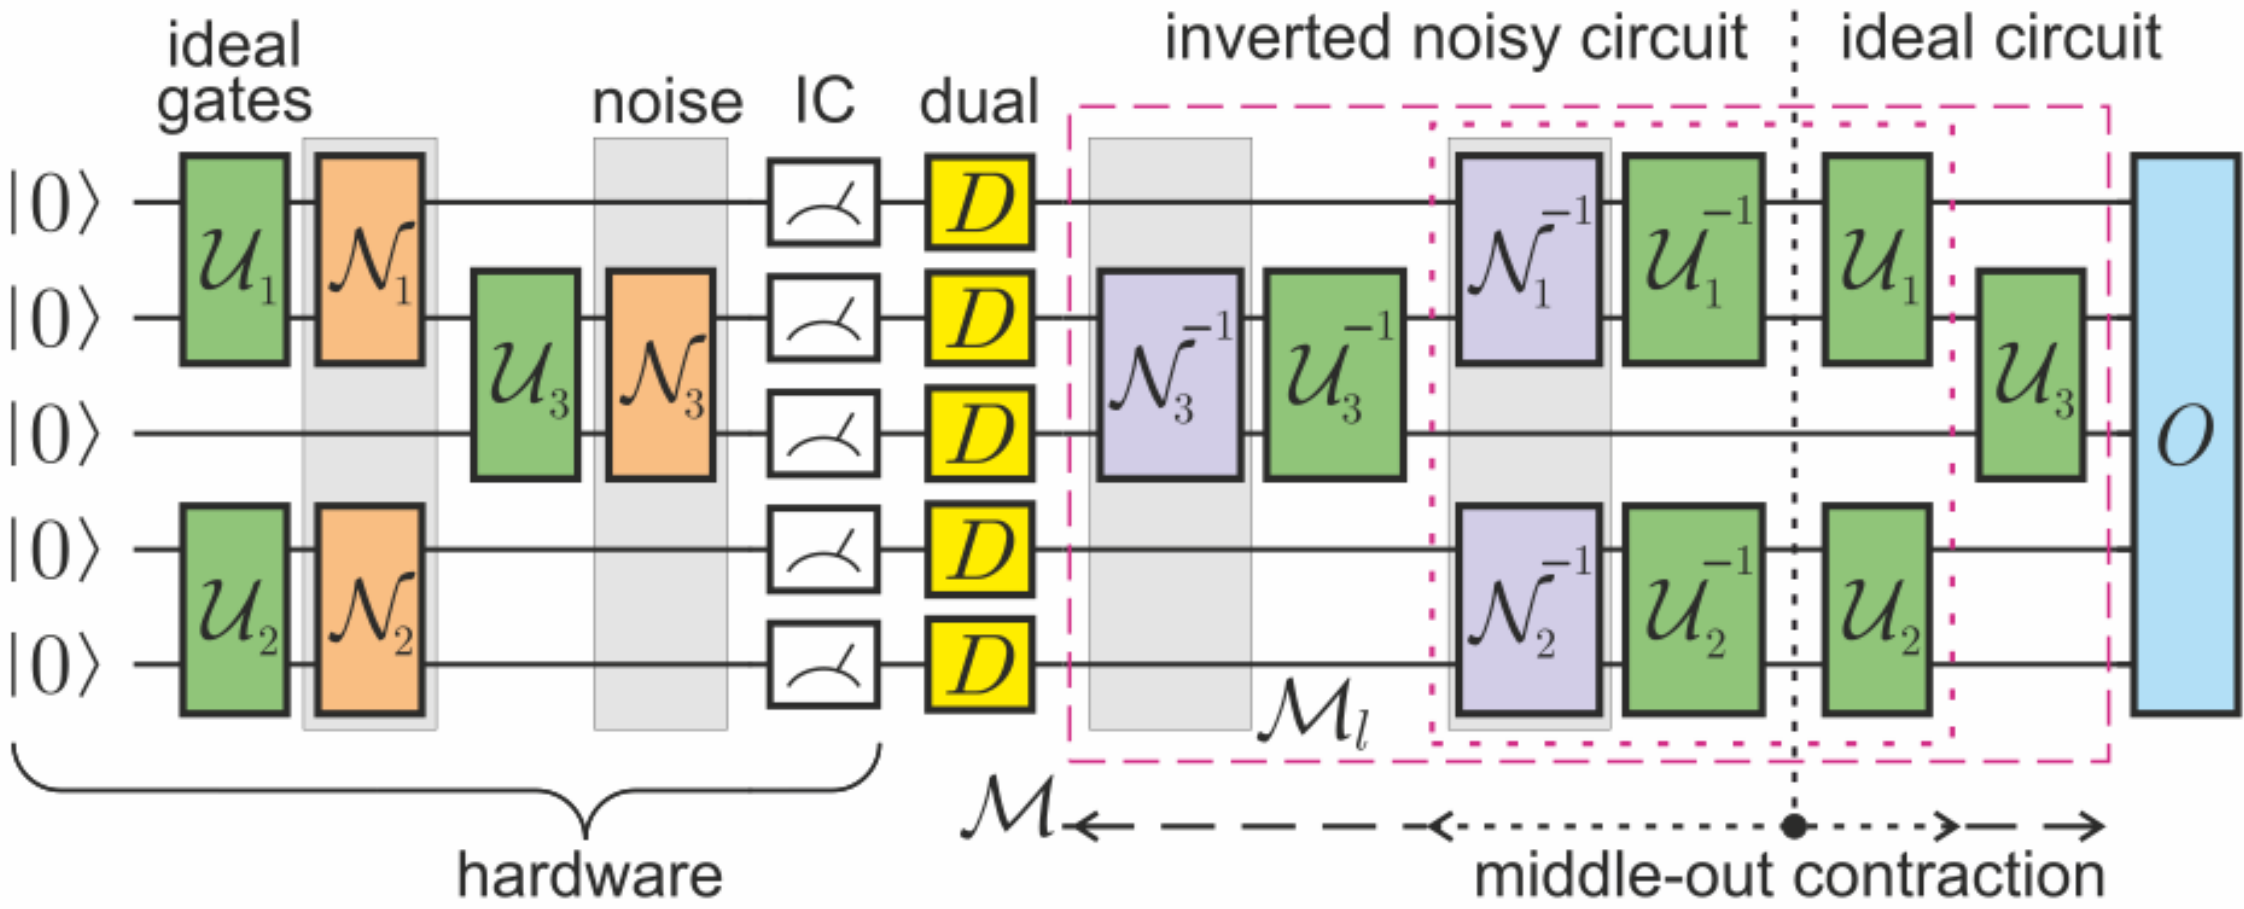 ideal gates
noise
IC
dual
inverted noisy circuit
ideal circuit
|0⟩
|0⟩
|0⟩
|0⟩
|0⟩
𝒰₁ 𝒩₁
𝒰₃ 𝒩₃
𝒰₂ 𝒩₂
D
D
D
D
D
𝒩₃⁻¹ 𝒰₃⁻¹
𝒩₁⁻¹ 𝒰₁⁻¹ 𝒰₁
𝒩₂⁻¹ 𝒰₂⁻¹ 𝒰₂
𝒰₃
O
ℳₗ
ℳ
hardware
middle-out contraction